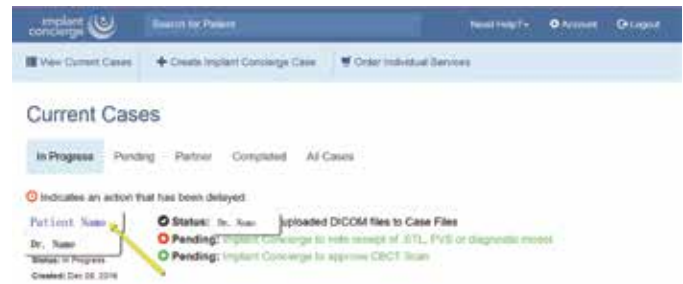 implant concierge
Search for Patient
Need Help?
Account
Logout
View Current Cases
Create Implant Concierge Case
Order Individual Services
Current Cases
In Progress
Pending
Partner
Completed
All Cases
Indicates an action that has been delayed
Patient Name
Dr. Name
Status: In Progress
Created: Dec 08, 2016
Status: Dr. Name uploaded DICOM files to Case Files
Pending: Implant Concierge to note receipt of .STL, PVS or diagnostic model
Pending: Implant Concierge to approve CBCT Scan